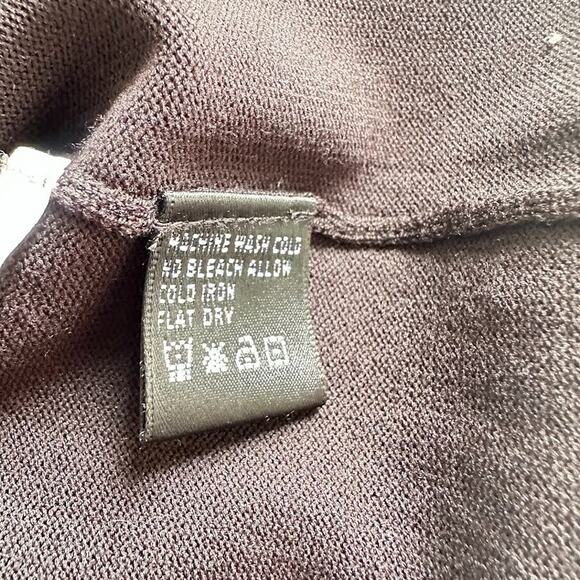 MACHINE WASH COLD
NO BLEACH ALLOW
COLD IRON
FLAT DRY